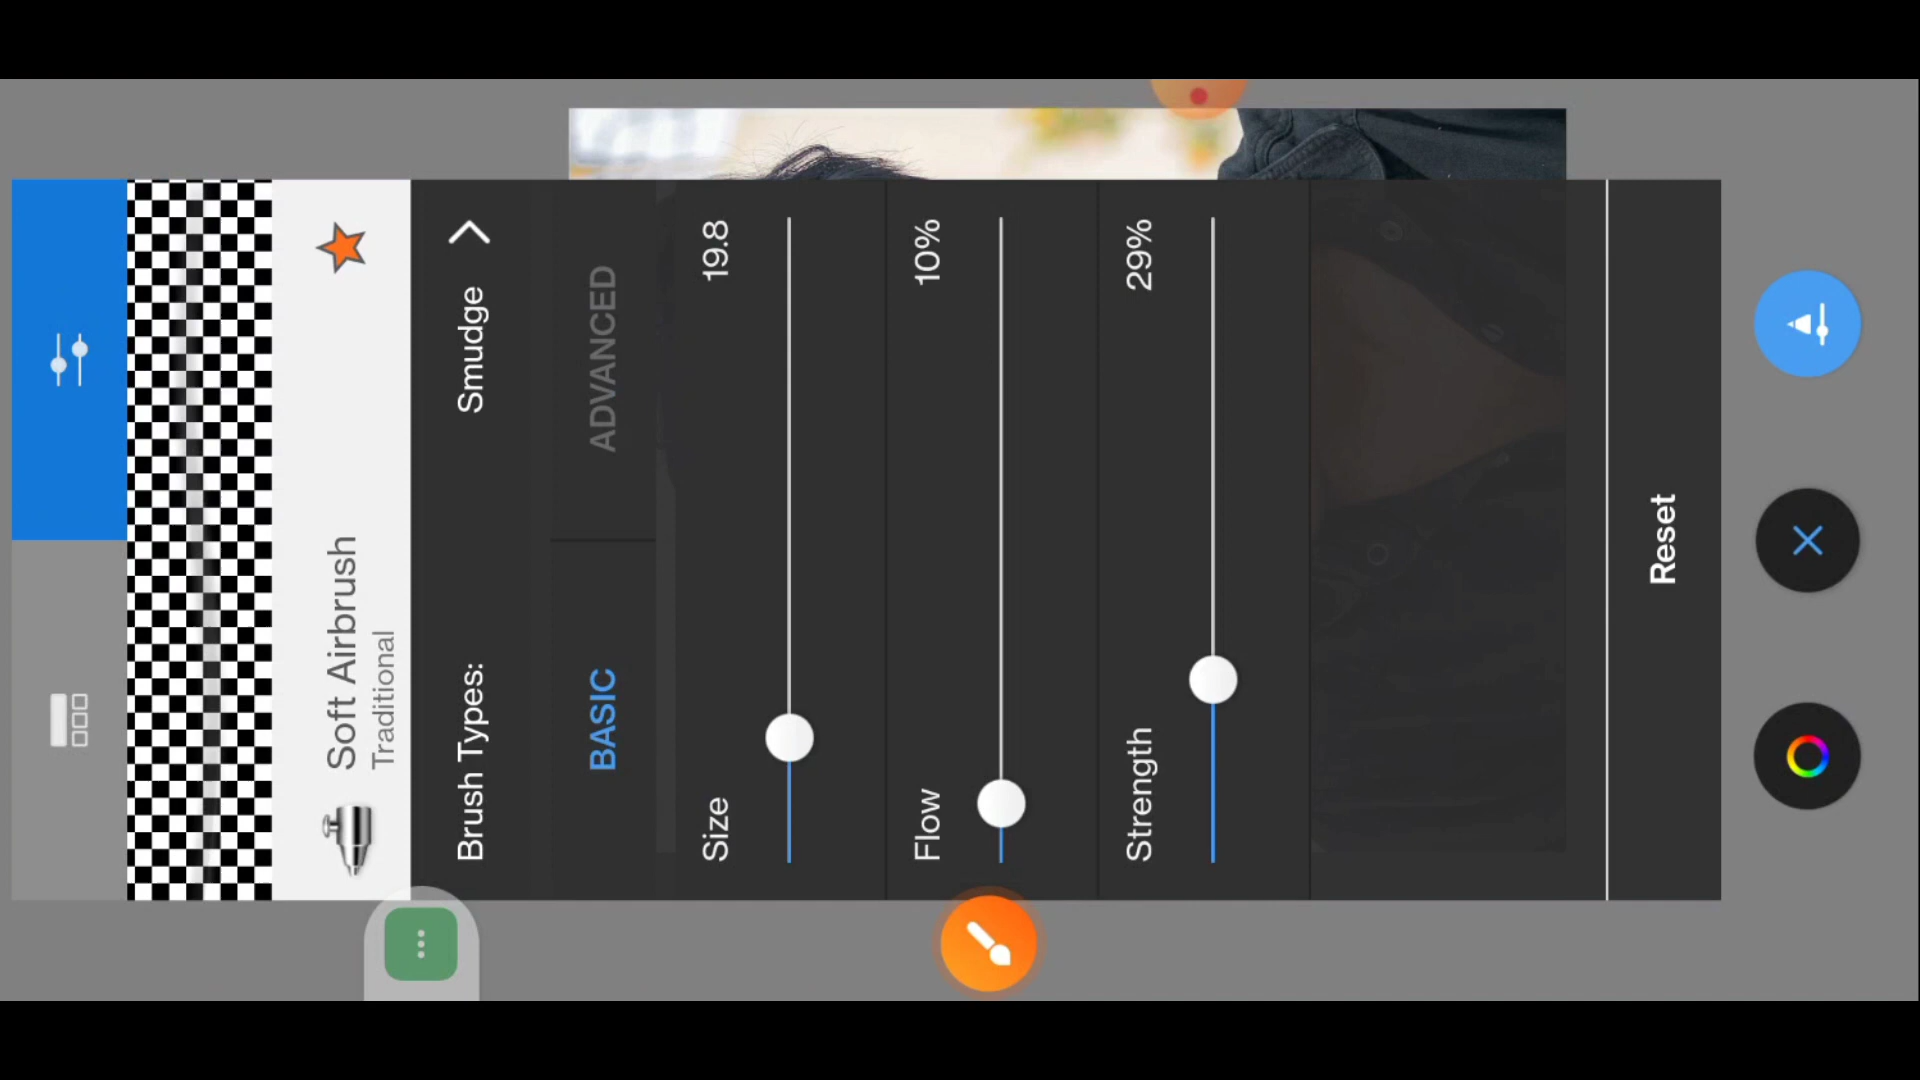 Soft Airbrush
Traditional
Brush Types: Smudge
BASIC ADVANCED
Size 19.8
Flow 10%
Strength 29%
Reset